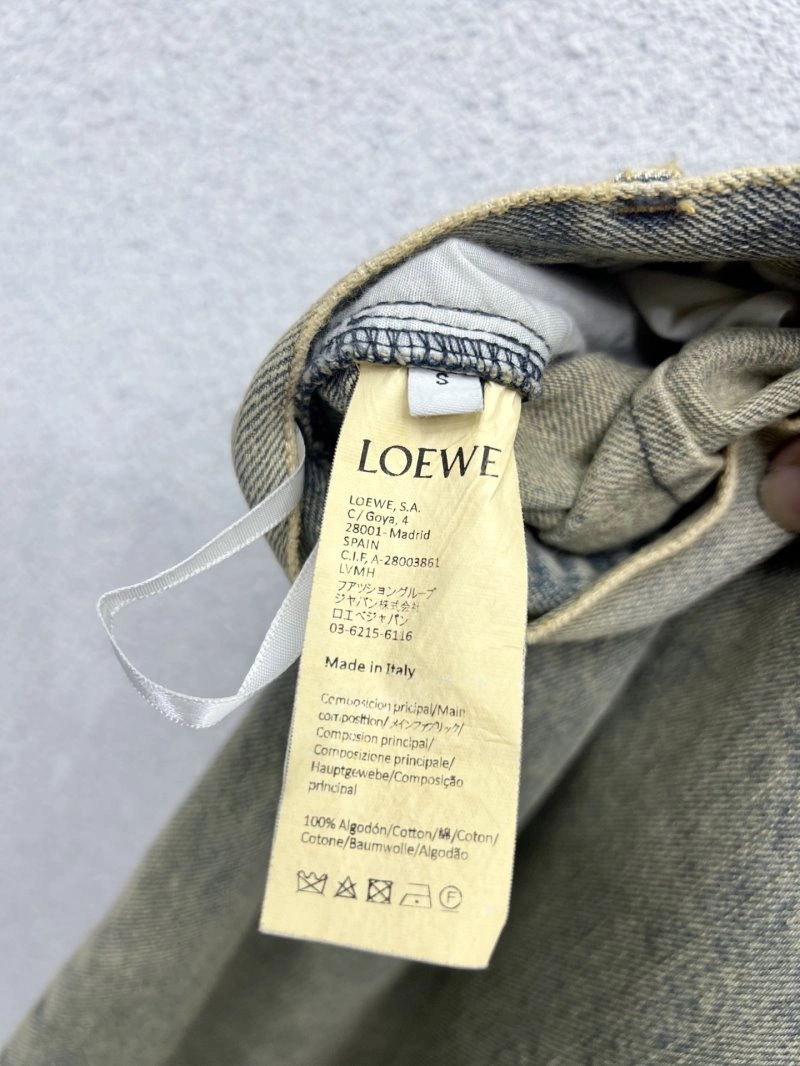 S
LOEWE
LOEWE, S.A.
C / Goya, 4
28001- Madrid
SPAIN
C.I.F, A-28003861
LVMH
ファッショングループ
ジャパン株式会社
ロエベジャパン
03-6215-6116
Made in Italy
Composicion pricipal/Main
composition/メインファブリック/
Composion principal/
Composizione principale/
Hauptgewebe/Composição
principal
100% Algodón/Cotton/綿/Coton/
Cotone/Baumwolle/Algodão
F